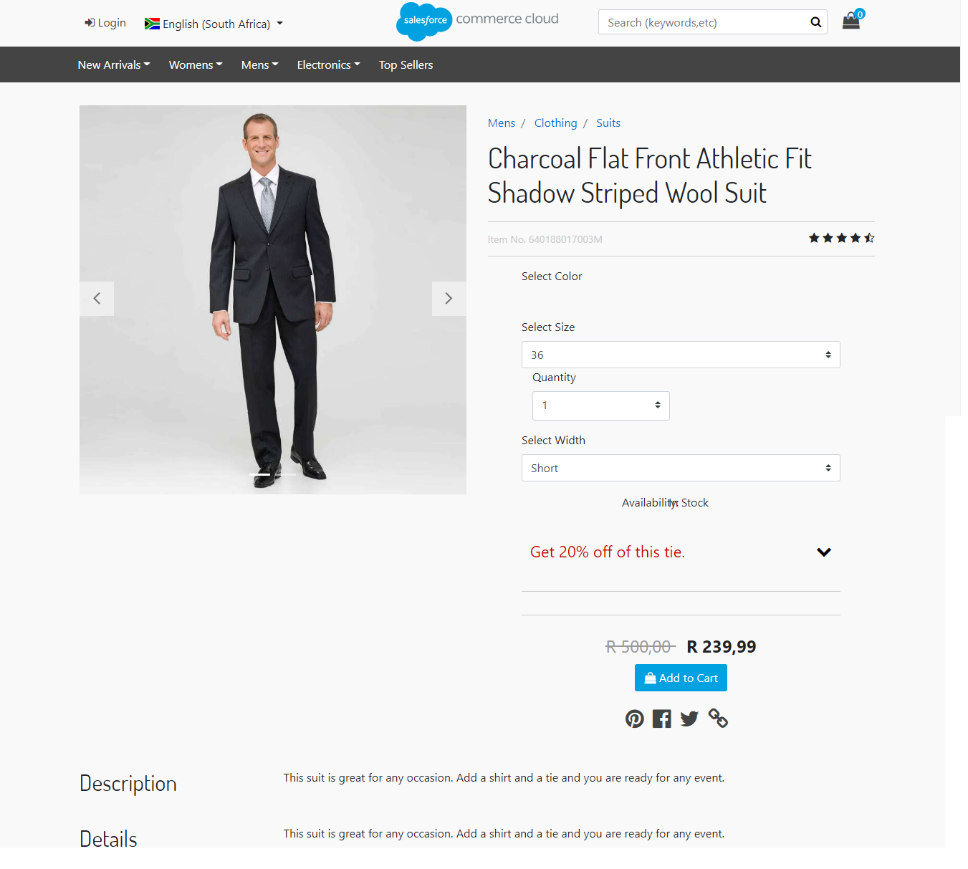 Login
English (South Africa)
salesforce commerce cloud
Search (keywords,etc)
0
New Arrivals Womens Mens Electronics Top Sellers
Mens / Clothing / Suits
Charcoal Flat Front Athletic Fit
Shadow Striped Wool Suit
Item No. 640188017003M
Select Color
Select Size
36
Quantity
1
Select Width
Short
Availability: In Stock
Get 20% off of this tie.
R 500,00 R 239,99
Add to Cart
Description
This suit is great for any occasion. Add a shirt and a tie and you are ready for any event.
Details
This suit is great for any occasion. Add a shirt and a tie and you are ready for any event.